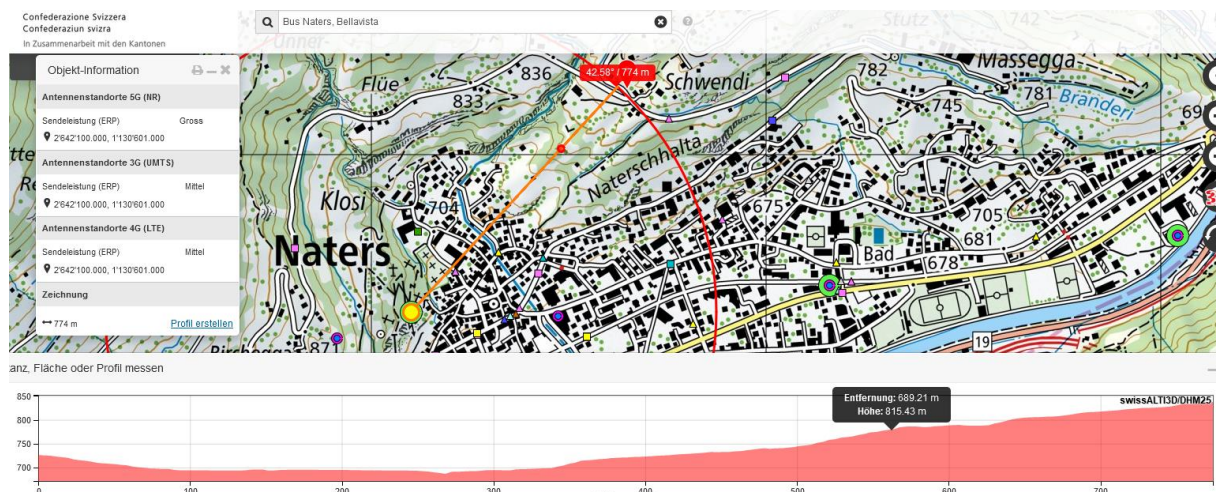 Confederazione Svizzera
Confederaziun svizra
In Zusammenarbeit mit den Kantonen
Bus Naters, Bellavista
Objekt-Information
Antennenstandorte 5G (NR)
Sendeleistung (ERP) Gross
2'642'100.000, 1'130'601.000
Antennenstandorte 3G (UMTS)
Sendeleistung (ERP) Mittel
2'642'100.000, 1'130'601.000
Antennenstandorte 4G (LTE)
Sendeleistung (ERP) Mittel
2'642'100.000, 1'130'601.000
Zeichnung
774 m Profil erstellen
Stutz 742
Flüe 836
42.58° / 774 m
Schwendi
782
Massegga
833
745
781
Branderi
69
Naterschhalta
Klosi
704
675
705
Naters
681
Bad
678
871
19
anz, Fläche oder Profil messen
swissALTI3D/DHM25
Entfernung: 689.21 m
Höhe: 815.43 m
850
800
750
700
0 100 200 300 400 500 600 700